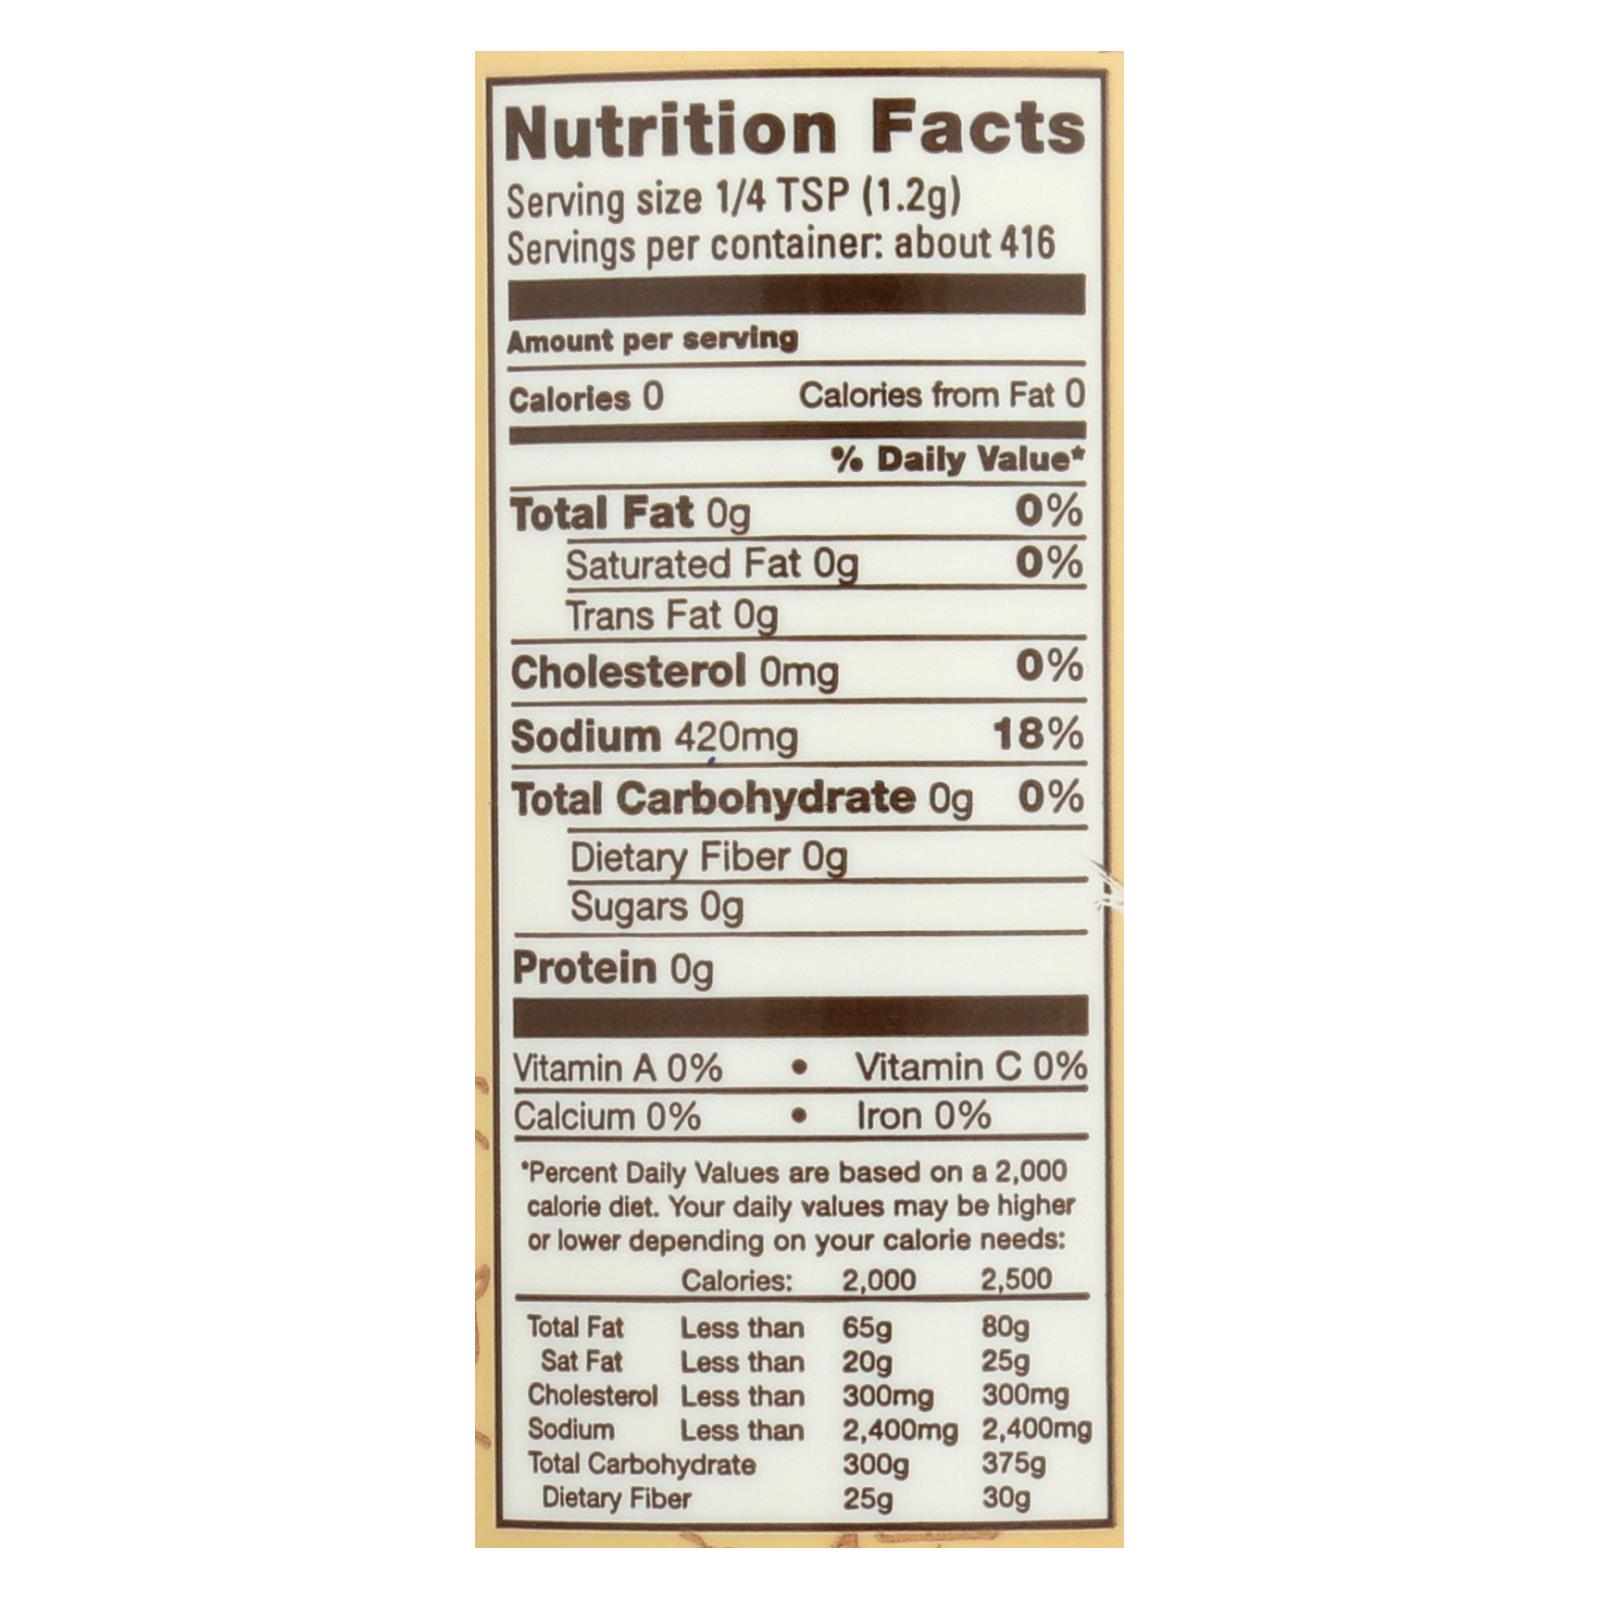 Nutrition Facts
Serving size 1/4 TSP (1.2g)
Servings per container: about 416
Amount per serving
Calories 0 Calories from Fat 0
% Daily Value*
Total Fat 0g 0%
Saturated Fat 0g 0%
Trans Fat 0g
Cholesterol 0mg 0%
Sodium 420mg 18%
Total Carbohydrate 0g 0%
Dietary Fiber 0g
Sugars 0g
Protein 0g
Vitamin A 0% • Vitamin C 0%
Calcium 0% • Iron 0%
*Percent Daily Values are based on a 2,000
calorie diet. Your daily values may be higher
or lower depending on your calorie needs:
Calories: 2,000 2,500
Total Fat Less than 65g 80g
Sat Fat Less than 20g 25g
Cholesterol Less than 300mg 300mg
Sodium Less than 2,400mg 2,400mg
Total Carbohydrate 300g 375g
Dietary Fiber 25g 30g